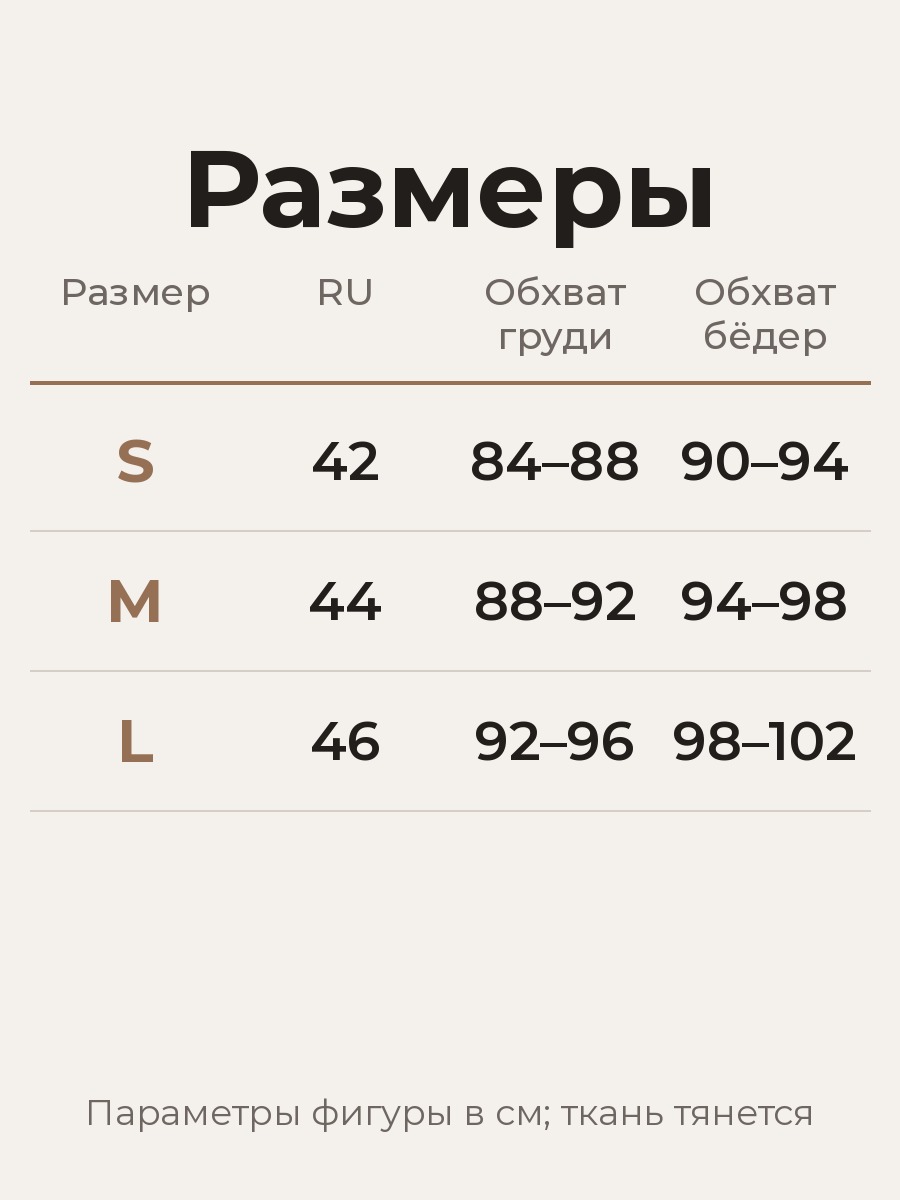 Размеры
Размер RU Обхват груди Обхват бёдер
S 42 84–88 90–94
M 44 88–92 94–98
L 46 92–96 98–102
Параметры фигуры в см; ткань тянется